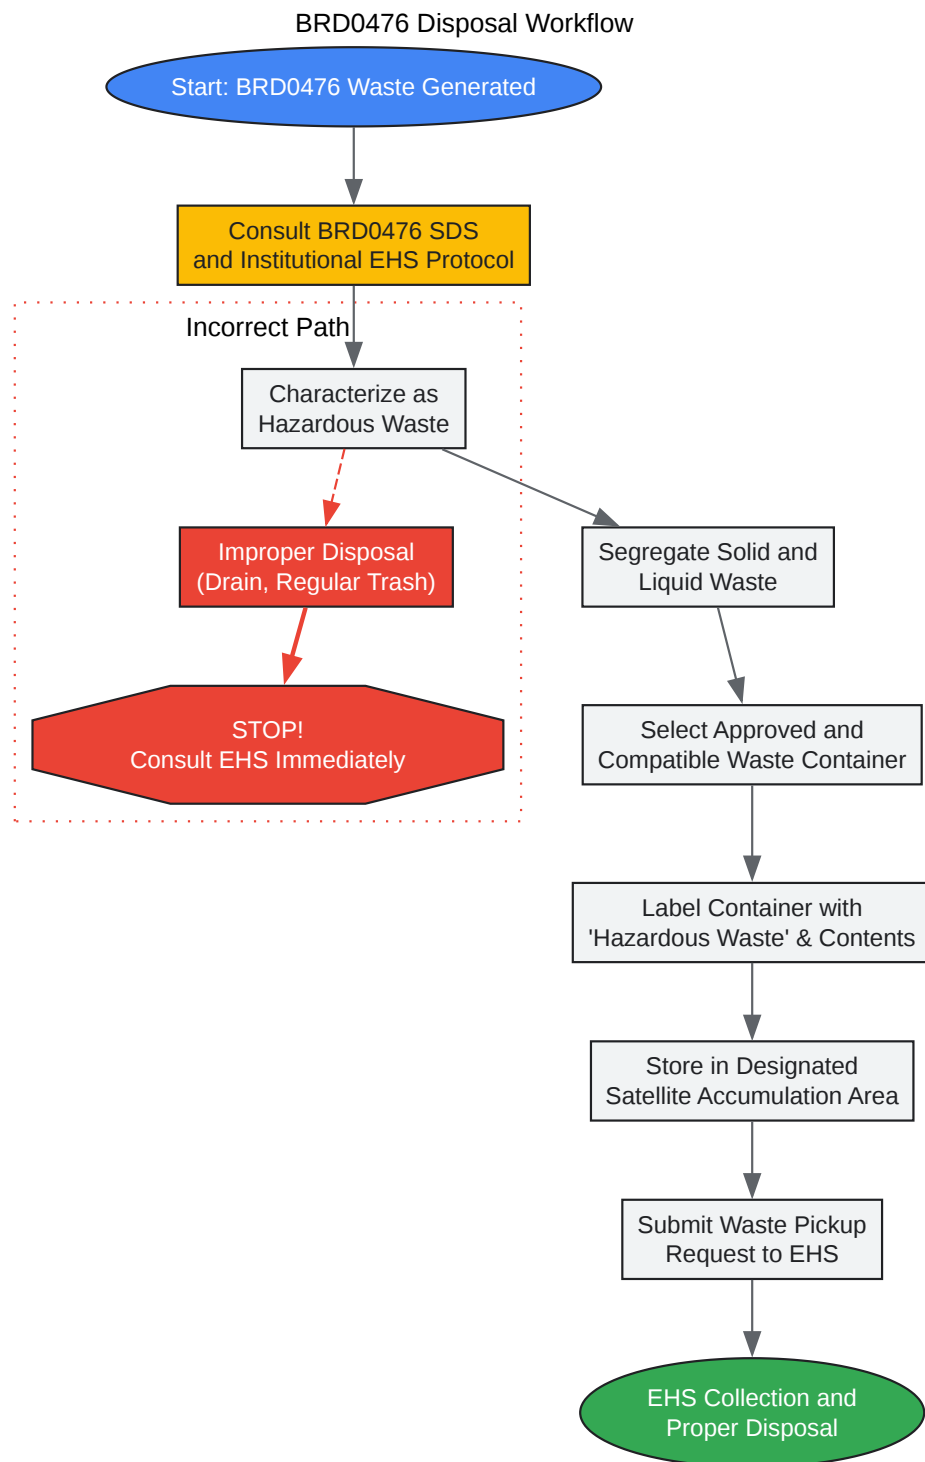 BRD0476 Disposal Workflow
Start: BRD0476 Waste Generated
Consult BRD0476 SDS
and Institutional EHS Protocol
Incorrect Path
Characterize as
Hazardous Waste
Improper Disposal
(Drain, Regular Trash)
STOP!
Consult EHS Immediately
Segregate Solid and
Liquid Waste
Select Approved and
Compatible Waste Container
Label Container with
'Hazardous Waste' & Contents
Store in Designated
Satellite Accumulation Area
Submit Waste Pickup
Request to EHS
EHS Collection and
Proper Disposal